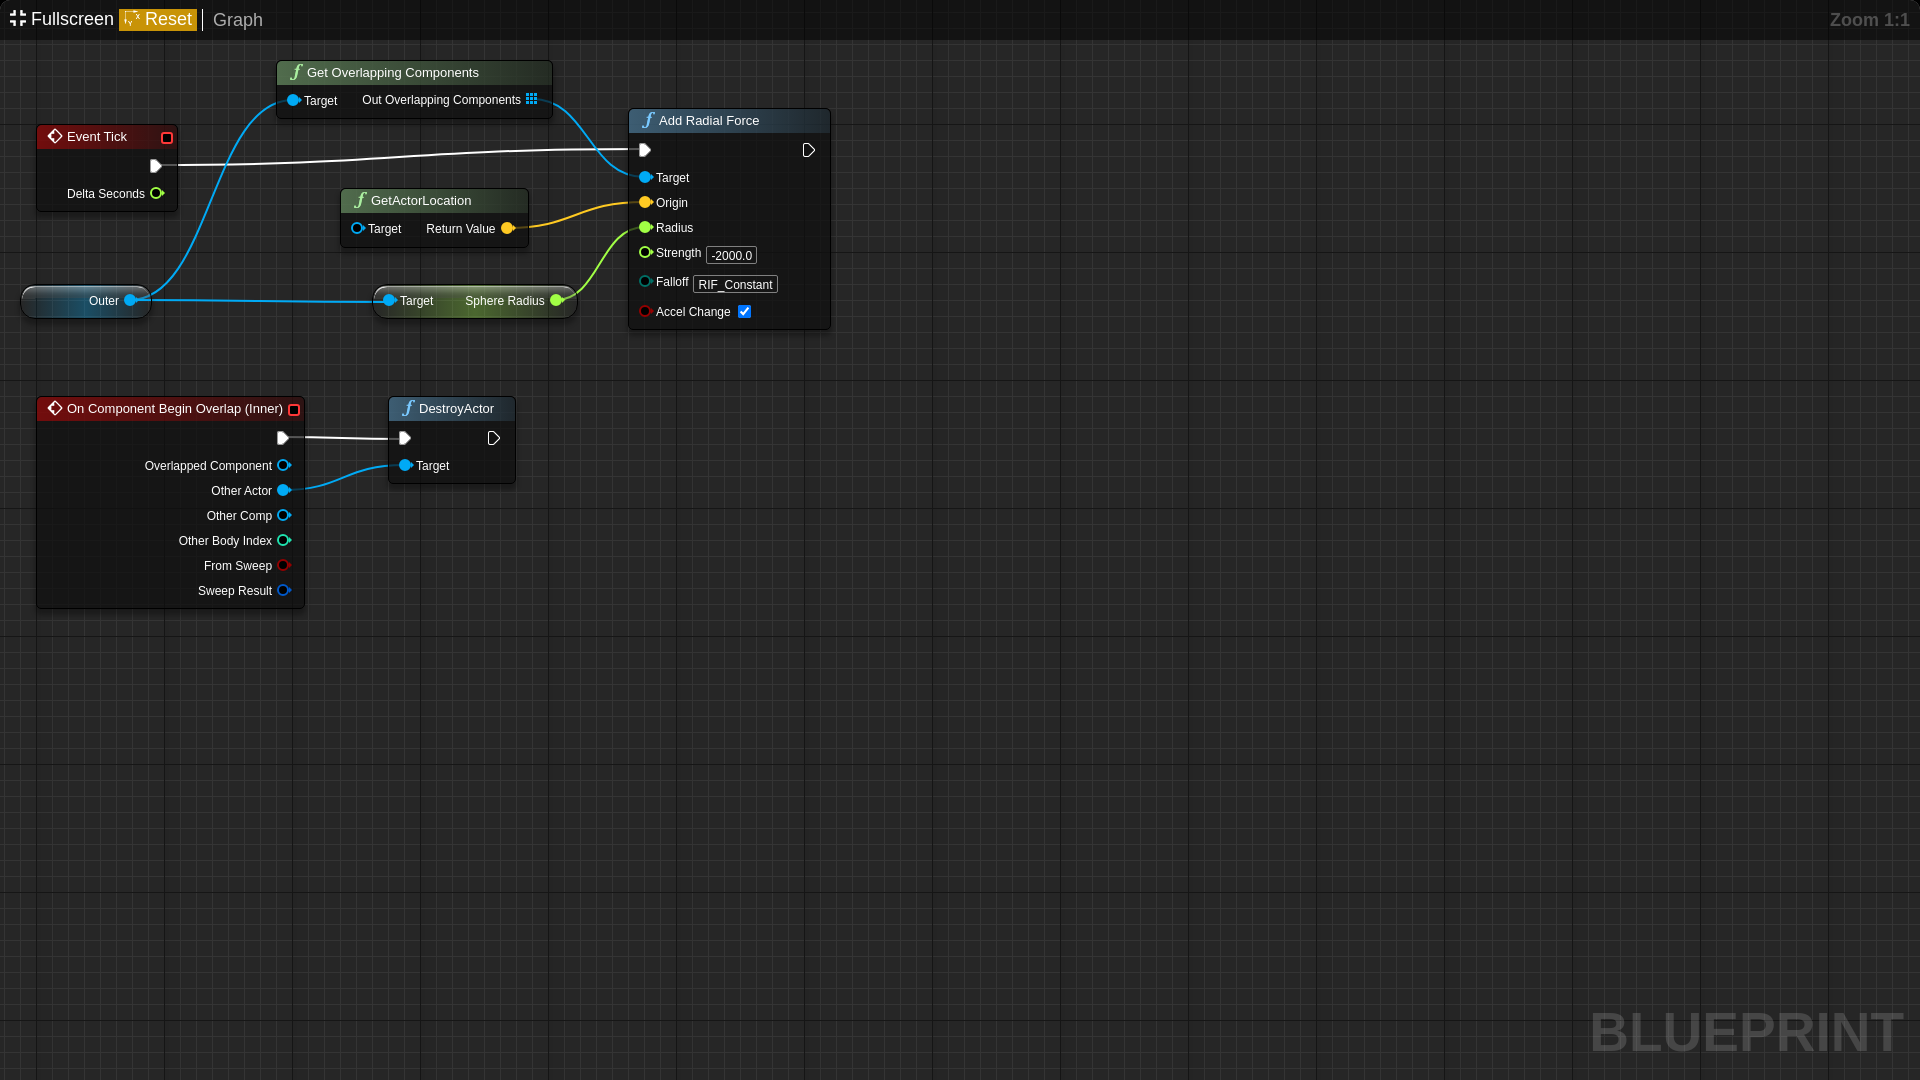 Fullscreen Reset Graph Zoom 1:1
Get Overlapping Components
Target Out Overlapping Components
Event Tick
Delta Seconds
GetActorLocation
Target Return Value
Outer
Target Sphere Radius
Add Radial Force
Target
Origin
Radius
Strength -2000.0
Falloff RIF_Constant
Accel Change
On Component Begin Overlap (Inner)
Overlapped Component
Other Actor
Other Comp
Other Body Index
From Sweep
Sweep Result
DestroyActor
Target
BLUEPRINT